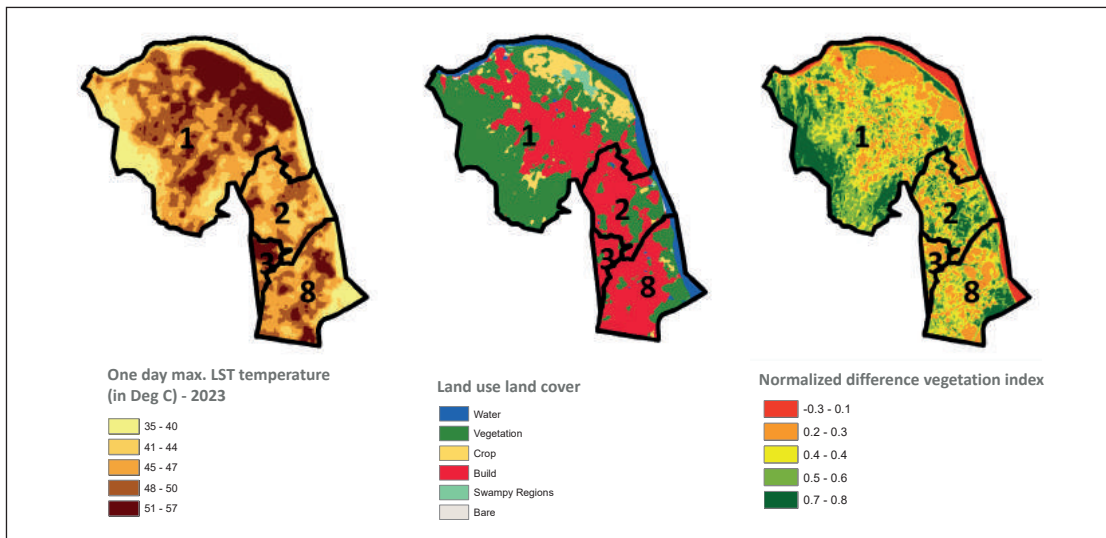 1
2
3
8
1
2
3
8
1
2
3
8
One day max. LST temperature
(in Deg C) - 2023
35 - 40
41 - 44
45 - 47
48 - 50
51 - 57
Land use land cover
Water
Vegetation
Crop
Build
Swampy Regions
Bare
Normalized difference vegetation index
-0.3 - 0.1
0.2 - 0.3
0.4 - 0.4
0.5 - 0.6
0.7 - 0.8